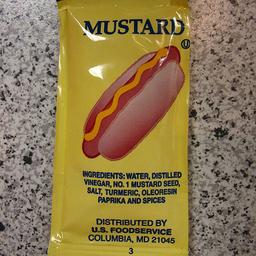 MUSTARD
U
INGREDIENTS: WATER, DISTILLED
VINEGAR, NO. 1 MUSTARD SEED,
SALT, TURMERIC, OLEORESIN
PAPRIKA AND SPICES
DISTRIBUTED BY
U.S. FOODSERVICE
COLUMBIA, MD 21045
3